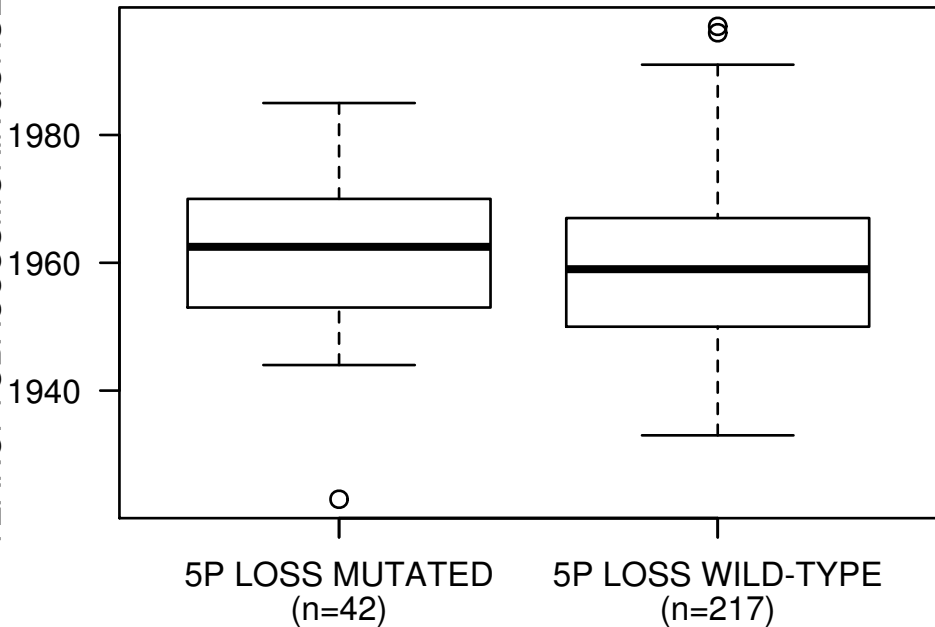 1980
1960
1940
5P LOSS MUTATED
(n=42)
5P LOSS WILD-TYPE
(n=217)